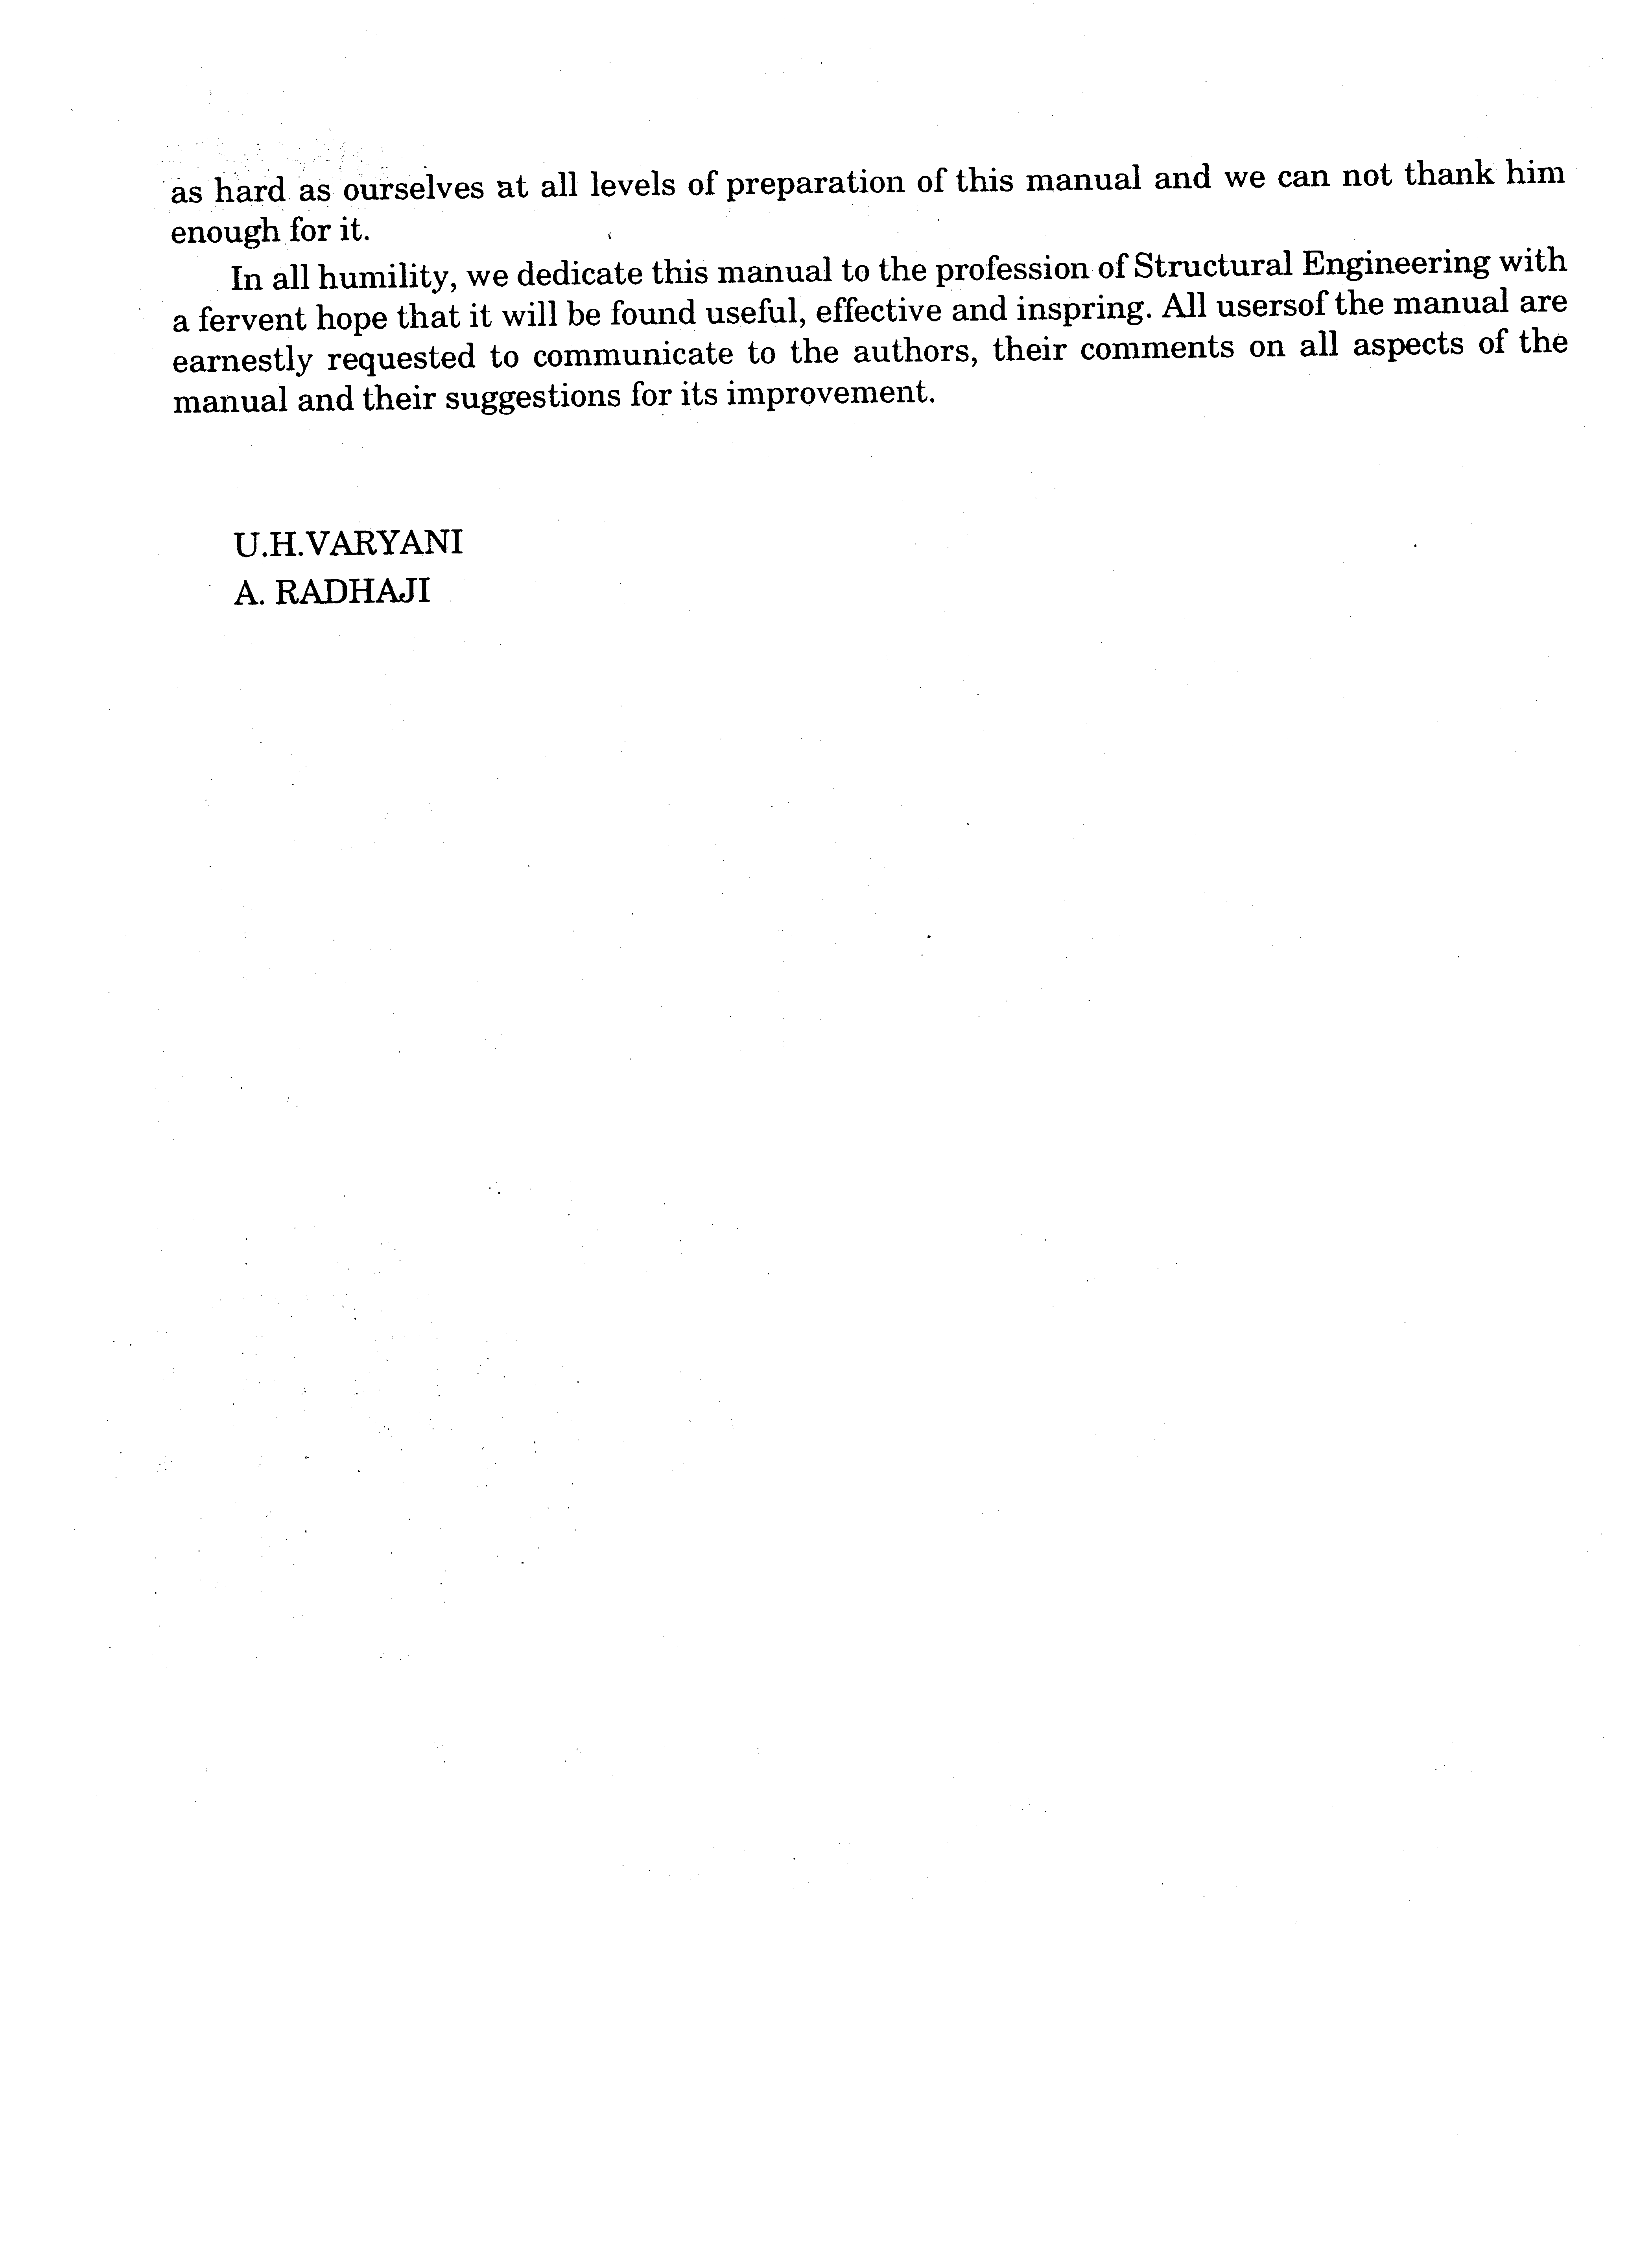 as hard as ourselves at all levels of preparation of this manual and we can not thank him
enough for it.
In all humility, we dedicate this manual to the profession of Structural Engineering with
a fervent hope that it will be found useful, effective and inspring. All usersof the manual are
earnestly requested to communicate to the authors, their comments on all aspects of the
manual and their suggestions for its improvement.
U.H.VARYANI
A. RADHAJI